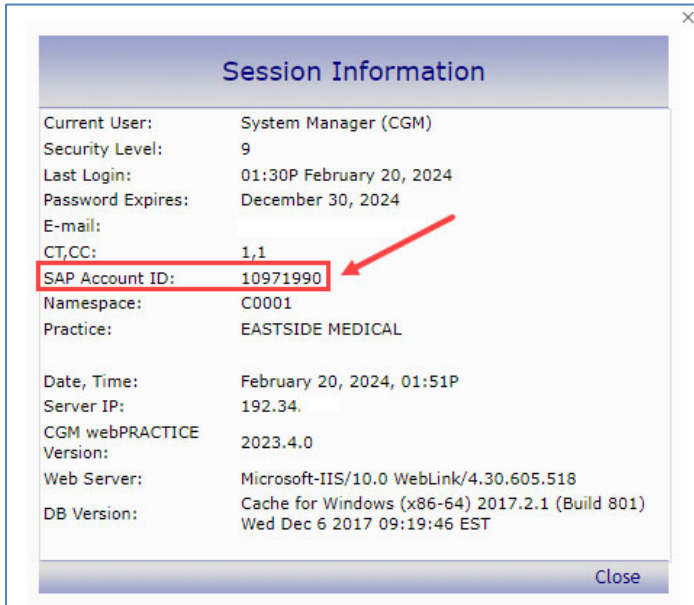 Session Information
Current User: System Manager (CGM)
Security Level: 9
Last Login: 01:30P February 20, 2024
Password Expires: December 30, 2024
E-mail:
CT,CC: 1,1
SAP Account ID: 10971990
Namespace: C0001
Practice: EASTSIDE MEDICAL
Date, Time: February 20, 2024, 01:51P
Server IP: 192.34.
CGM webPRACTICE
Version: 2023.4.0
Web Server: Microsoft-IIS/10.0 WebLink/4.30.605.518
DB Version: Cache for Windows (x86-64) 2017.2.1 (Build 801)
Wed Dec 6 2017 09:19:46 EST
Close